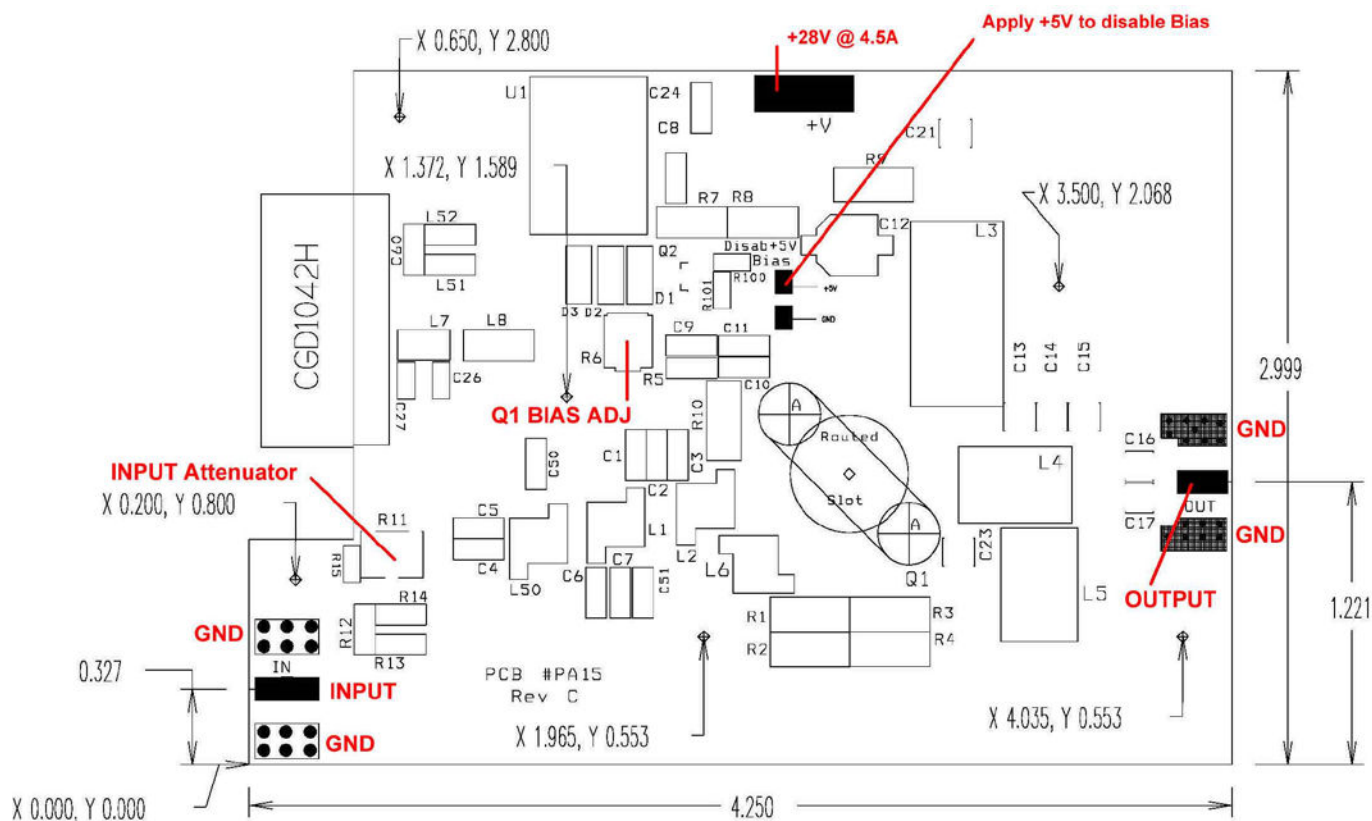 Apply +5V to disable Bias
+28V @ 4.5A
X 0.650, Y 2.800
U1
C24
C8
+V
C21
X 1.372, Y 1.589
R9
R7 R8
X 3.500, Y 2.068
L52
C60
L51
Q2
Disab+5V
Bias
C12
L3
R100
+5V
R101
D1
D3 D2
GND
CGD1042H
L7 L8
C9 C11
R6
R5
C10
C13 C14 C15
2.999
C26
C27
Q1 BIAS ADJ
R10
A
Routed
C16
GND
INPUT Attenuator
C50
C1
C3
C2
L4
X 0.200, Y 0.800
Slot
OUT
R11
C5
L1
A
C17
GND
R15
C4
L2
C23
L50
C6 C7 C51
L6
Q1
L5
OUTPUT
1.221
R14
R1 R3
GND
R12
R2 R4
R13
0.327
IN
PCB #PA15
Rev C
INPUT
X 1.965, Y 0.553
X 4.035, Y 0.553
GND
X 0.000, Y 0.000
4.250